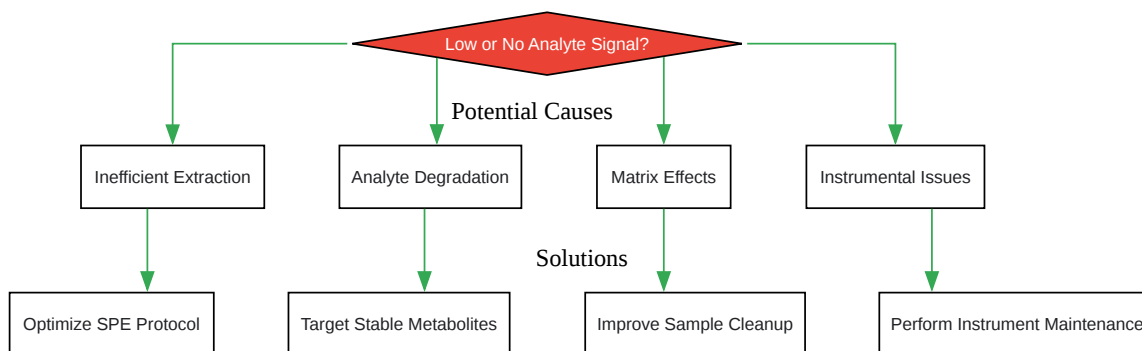 Low or No Analyte Signal?
Potential Causes
Inefficient Extraction
Analyte Degradation
Matrix Effects
Instrumental Issues
Solutions
Optimize SPE Protocol
Target Stable Metabolites
Improve Sample Cleanup
Perform Instrument Maintenance